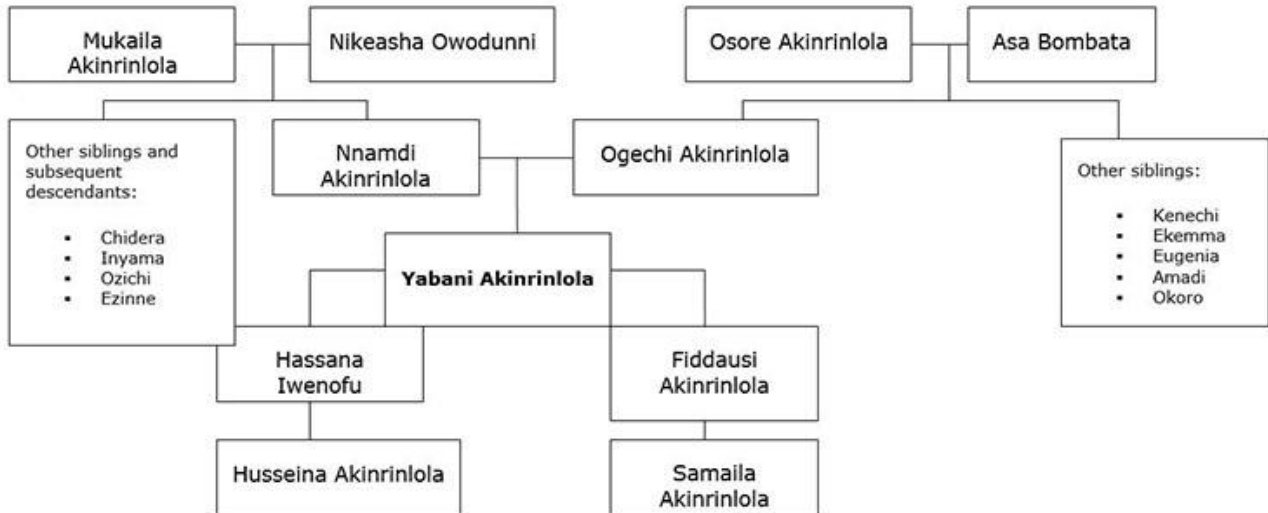 Mukaila
Akinrinlola
Nikeasha Owodunni
Osore Akinrinlola
Asa Bombata
Other siblings and
subsequent
descendants:
▪ Chidera
▪ Inyama
▪ Ozichi
▪ Ezinne
Nnamdi
Akinrinlola
Ogechi Akinrinlola
Other siblings:
▪ Kenechi
▪ Ekemma
▪ Eugenia
▪ Amadi
▪ Okoro
Yabani Akinrinlola
Hassana
Iwenofu
Fiddausi
Akinrinlola
Husseina Akinrinlola
Samaila
Akinrinlola